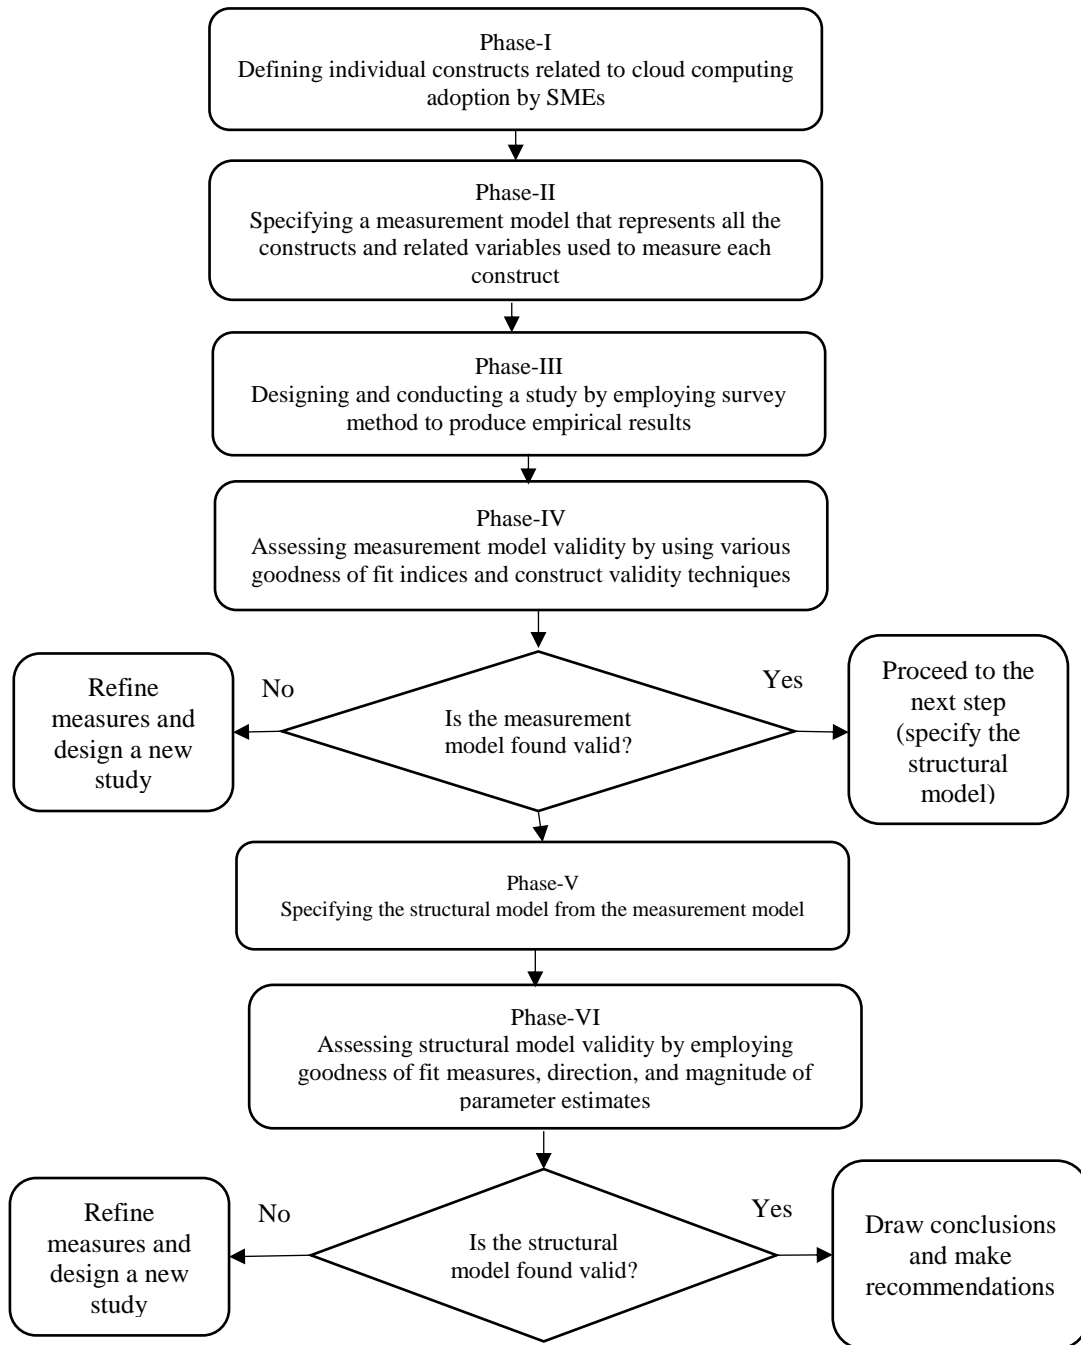 Phase-I
Defining individual constructs related to cloud computing
adoption by SMEs
Phase-II
Specifying a measurement model that represents all the
constructs and related variables used to measure each
construct
Phase-III
Designing and conducting a study by employing survey
method to produce empirical results
Phase-IV
Assessing measurement model validity by using various
goodness of fit indices and construct validity techniques
Refine
measures and
design a new
study
No
Is the measurement
model found valid?
Yes
Proceed to the
next step
(specify the
structural
model)
Phase-V
Specifying the structural model from the measurement model
Phase-VI
Assessing structural model validity by employing
goodness of fit measures, direction, and magnitude of
parameter estimates
Refine
measures and
design a new
study
No
Is the structural
model found valid?
Yes
Draw conclusions
and make
recommendations